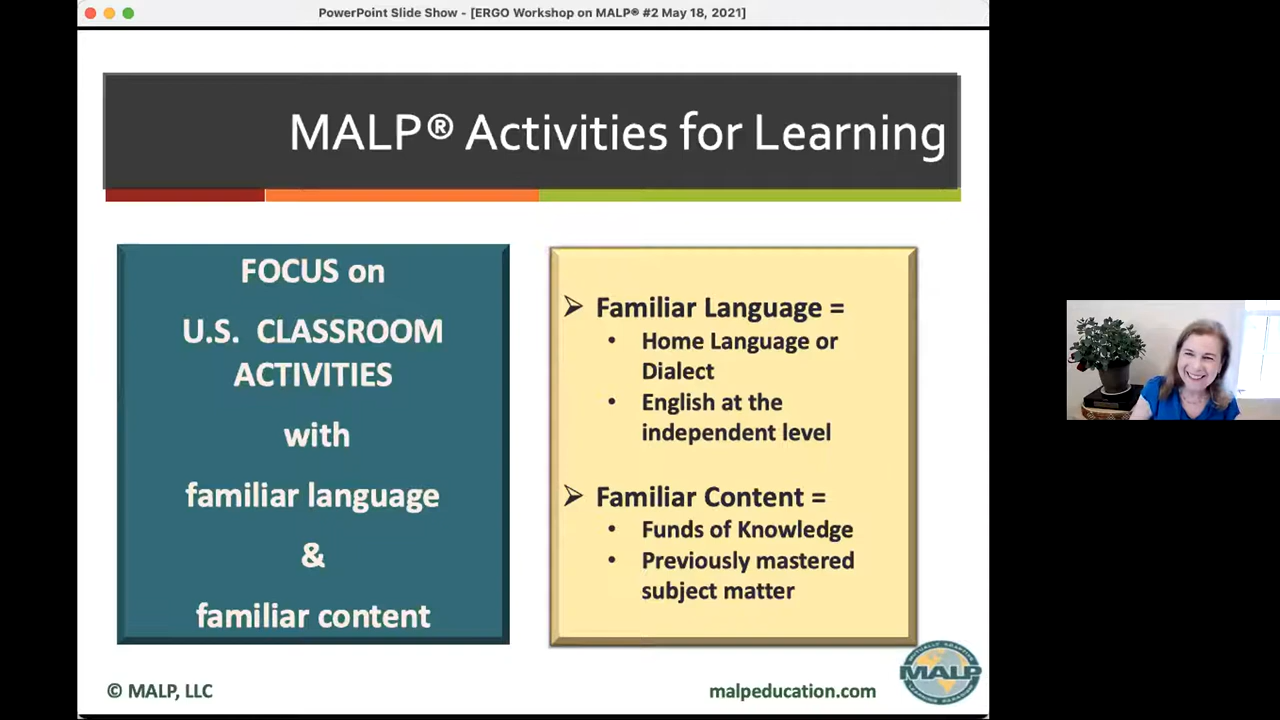 PowerPoint Slide Show - [ERGO Workshop on MALP® #2 May 18, 2021]
MALP® Activities for Learning
FOCUS on
U.S. CLASSROOM
ACTIVITIES
with
familiar language
&
familiar content
➢ Familiar Language =
• Home Language or
Dialect
• English at the
independent level
➢ Familiar Content =
• Funds of Knowledge
• Previously mastered
subject matter
© MALP, LLC
malpeducation.com
MALP